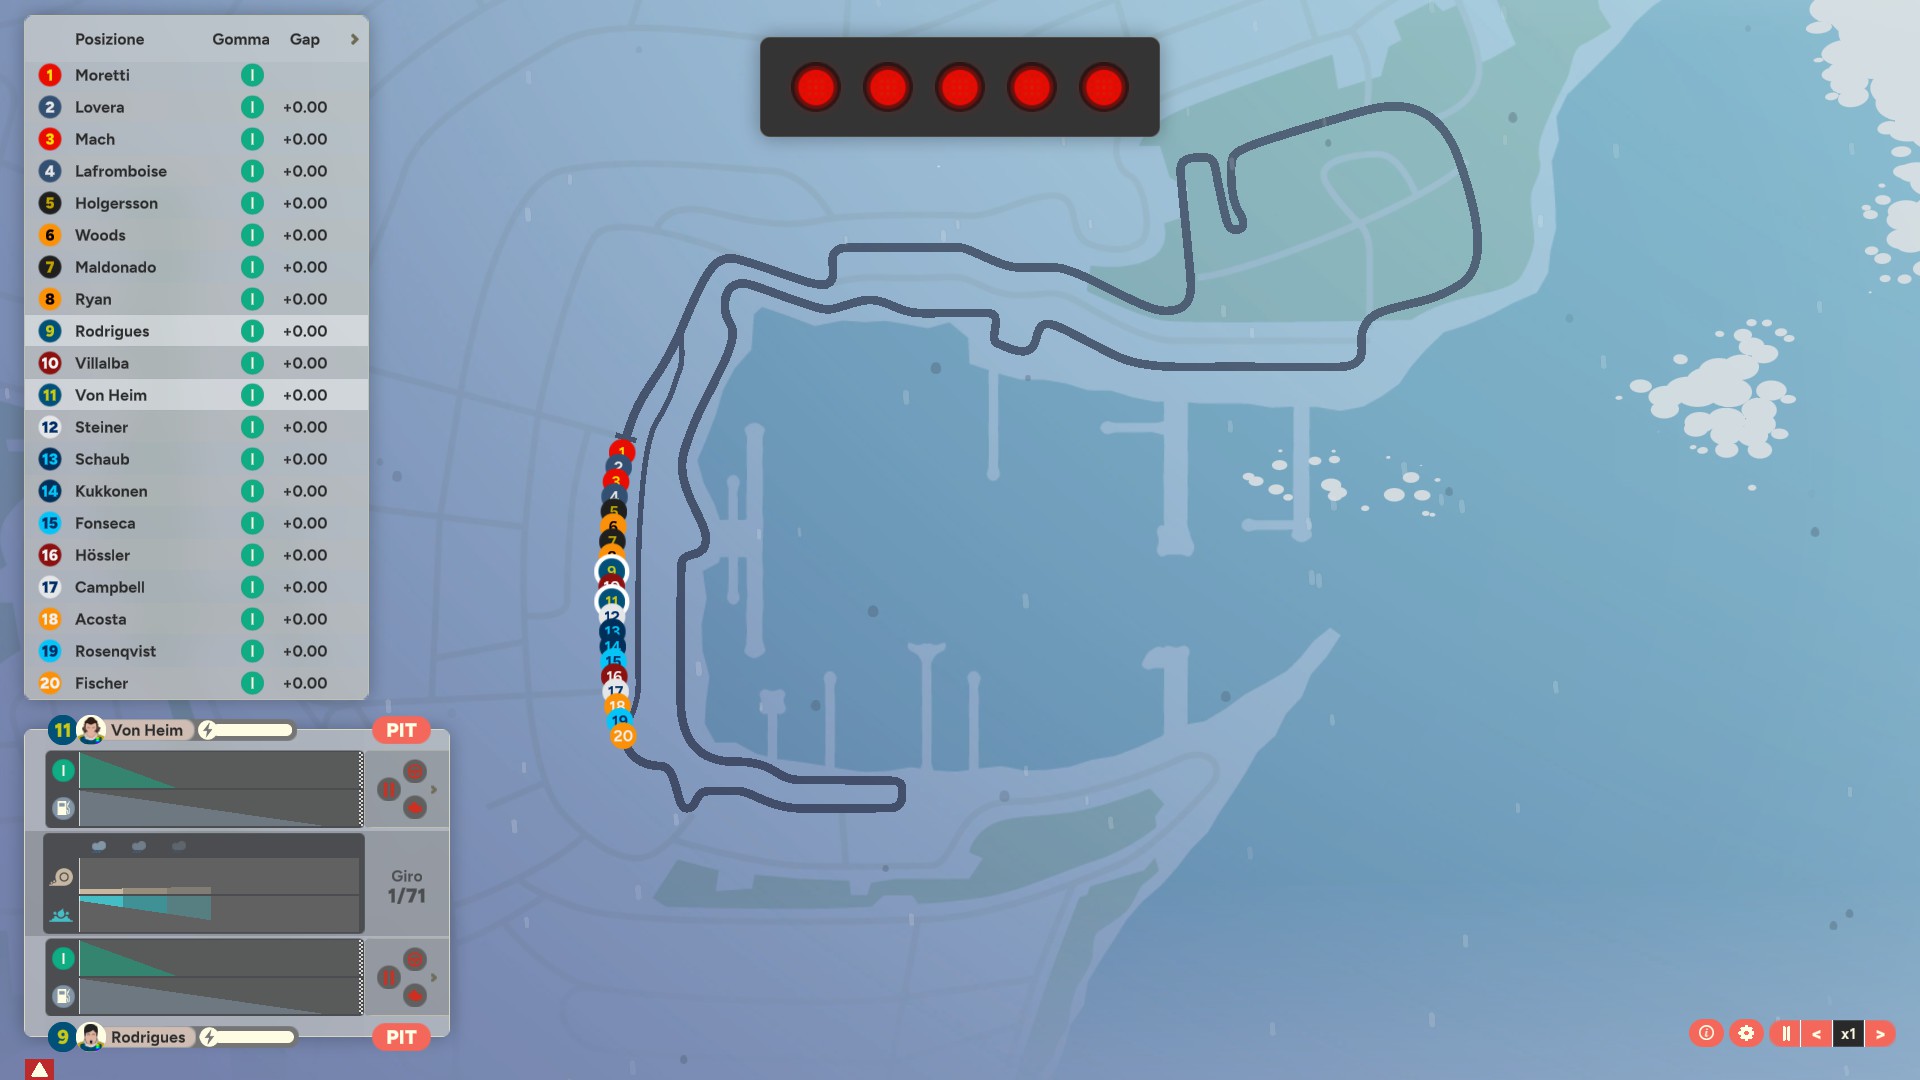 Posizione Gomma Gap >
1 Moretti I
2 Lovera I +0.00
3 Mach I +0.00
4 Lafromboise I +0.00
5 Holgersson I +0.00
6 Woods I +0.00
7 Maldonado I +0.00
8 Ryan I +0.00
9 Rodrigues I +0.00
10 Villalba I +0.00
11 Von Heim I +0.00
12 Steiner I +0.00
13 Schaub I +0.00
14 Kukkonen I +0.00
15 Fonseca I +0.00
16 Hössler I +0.00
17 Campbell I +0.00
18 Acosta I +0.00
19 Rosenqvist I +0.00
20 Fischer I +0.00
1
2
3
4
5
6
7
8
9
10
11
12
13
14
15
16
17
18
19
20
11 Von Heim PIT
I
Giro
1/71
I
9 Rodrigues PIT
< x1 >